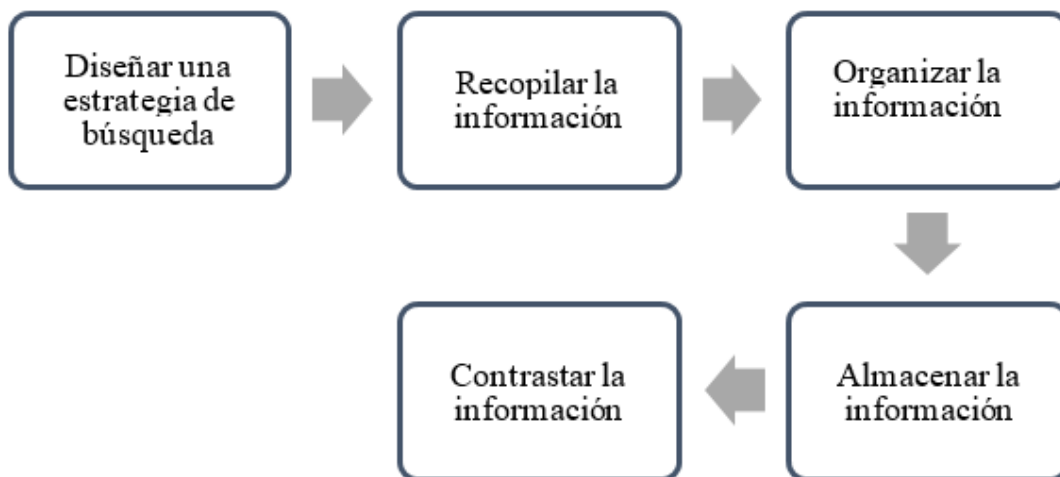 Diseñar una
estrategia de
búsqueda
Recopilar la
información
Organizar la
información
Contrastar la
información
Almacenar la
información